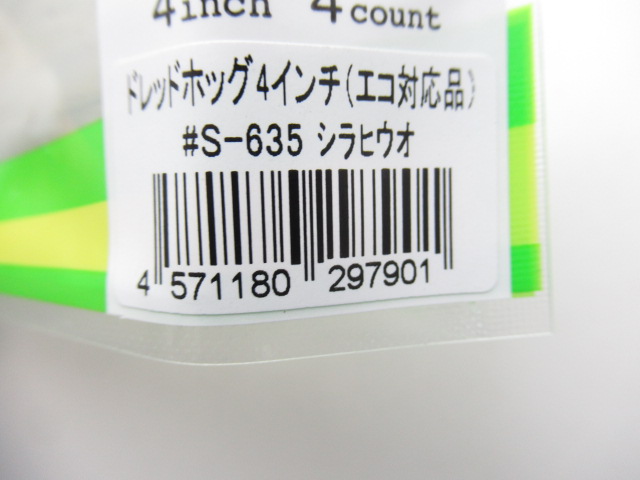 4inch 4count
ドレッドホッグ4インチ(エコ対応品)
#S-635 シラヒウオ
4 571180 297901